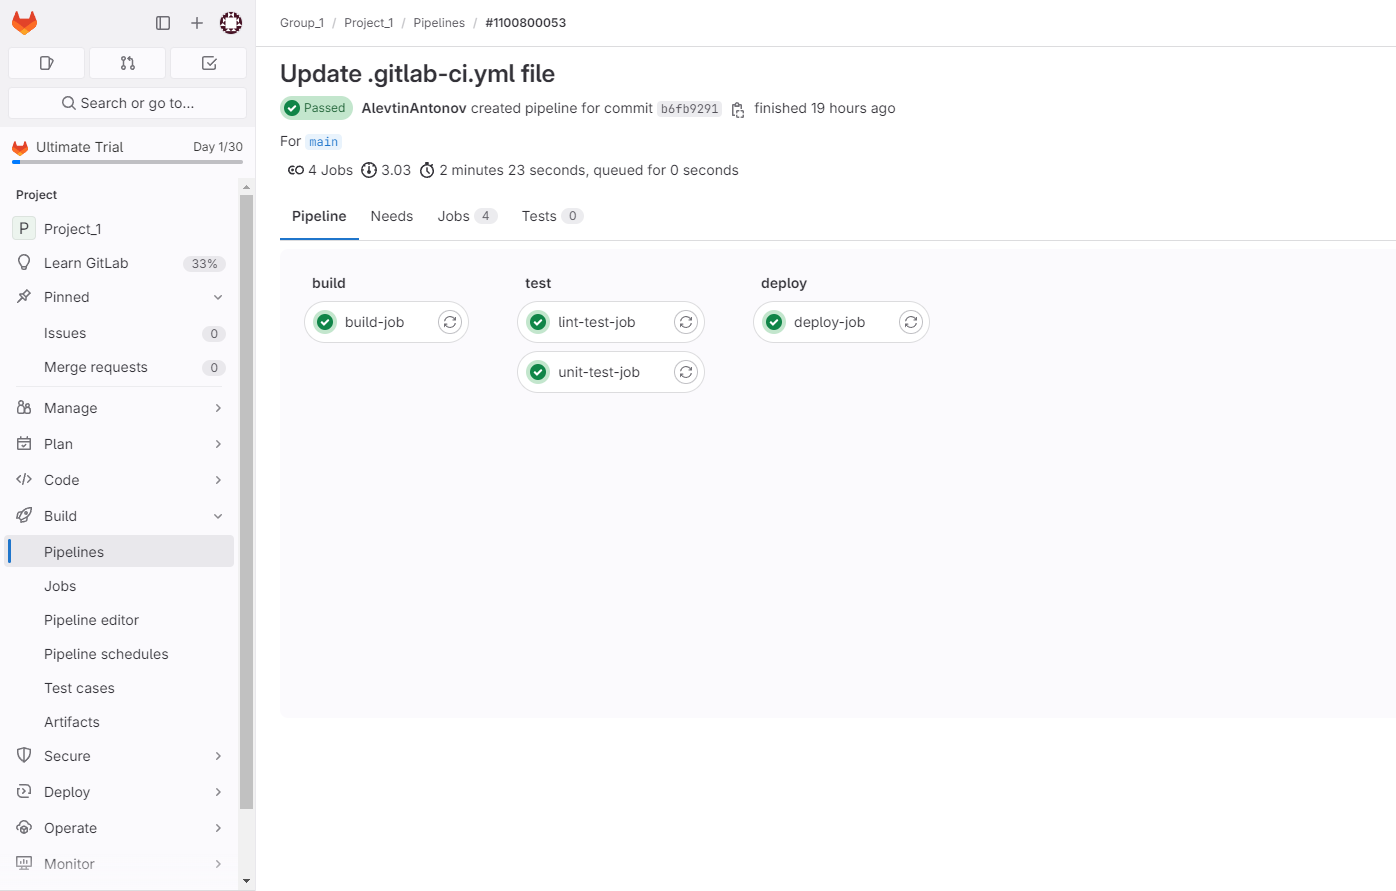 Group_1 / Project_1 / Pipelines / #1100800053
Search or go to...
Ultimate Trial Day 1/30
Project
P Project_1
Learn GitLab 33%
Pinned
Issues 0
Merge requests 0
Manage
Plan
Code
Build
Pipelines
Jobs
Pipeline editor
Pipeline schedules
Test cases
Artifacts
Secure
Deploy
Operate
Monitor
Update .gitlab-ci.yml file
Passed AlevtinAntonov created pipeline for commit b6fb9291 finished 19 hours ago
For main
4 Jobs 3.03 2 minutes 23 seconds, queued for 0 seconds
Pipeline Needs Jobs 4 Tests 0
build test deploy
build-job lint-test-job deploy-job
unit-test-job